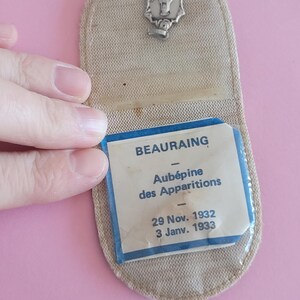 BEAURAING
—
Aubépine
des Apparitions
—
29 Nov. 1932
3 Janv. 1933